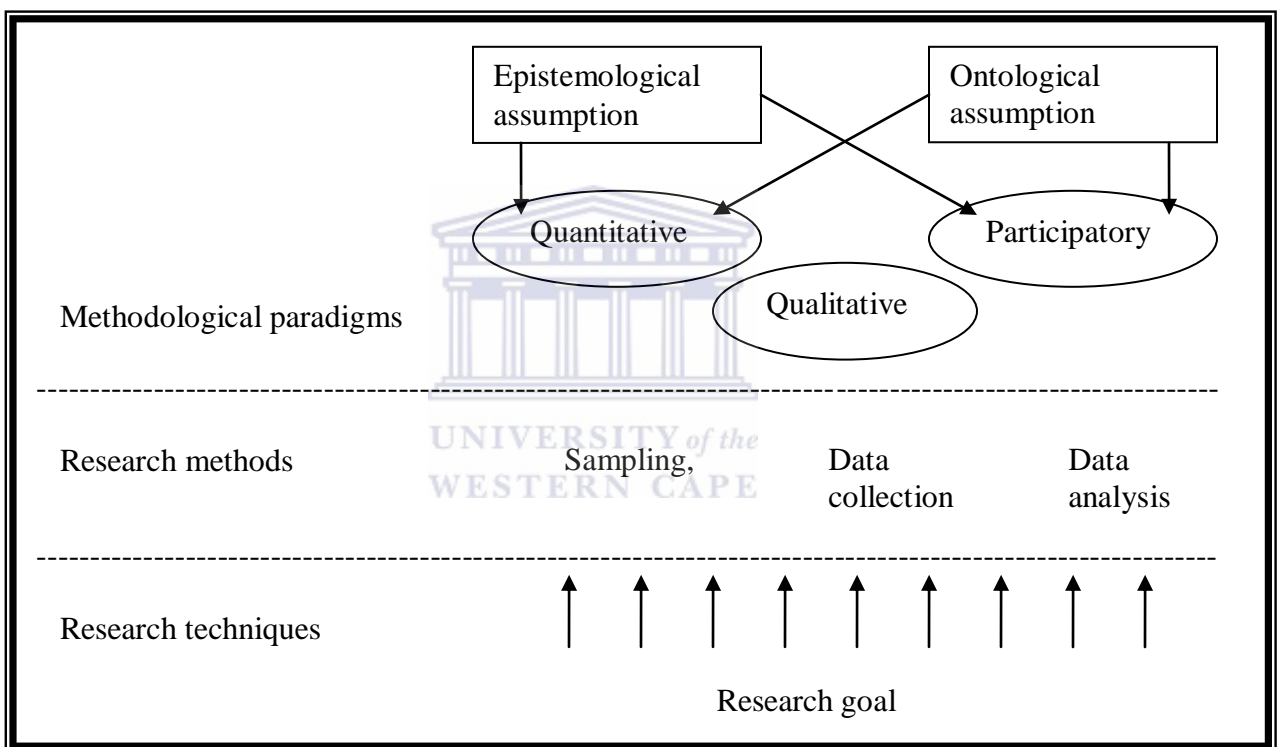 Epistemological
assumption
Ontological
assumption
Quantitative
Participatory
Qualitative
Methodological paradigms
UNIVERSITY of the
WESTERN CAPE
Research methods
Sampling,
Data
collection
Data
analysis
Research techniques
Research goal